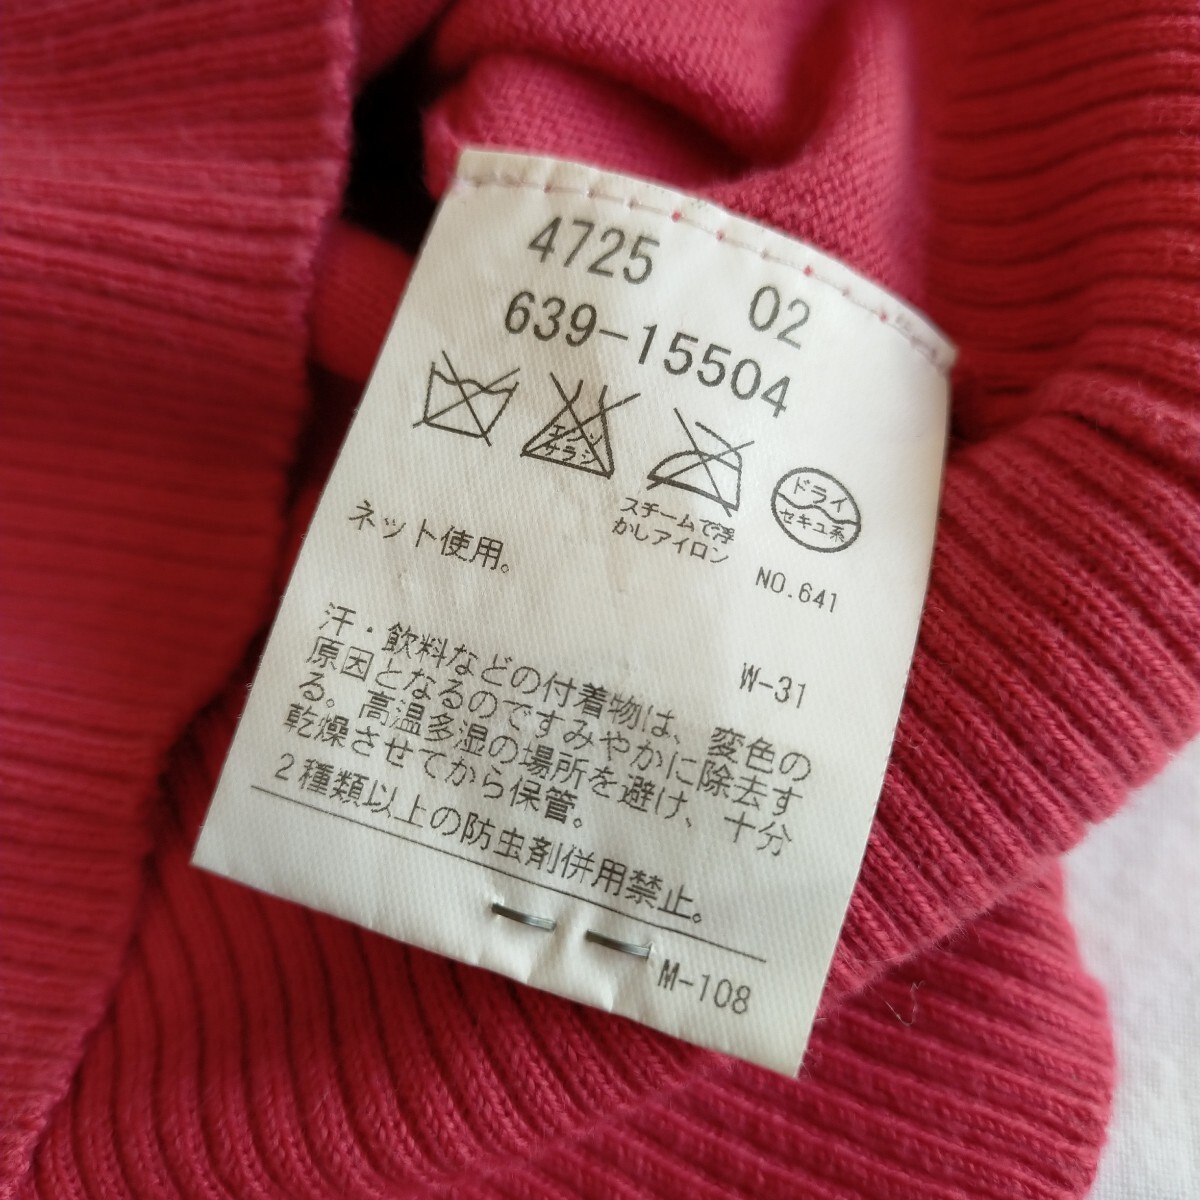 4725 02
639-15504
エンソ
サラシ
ドライ
セキユ系
スチームで浮
かしアイロン
NO.641
ネット使用。
W-31
汗・飲料などの付着物は、変色の
原因となるのですみやかに除去す
る。高温多湿の場所を避け、十分
乾燥させてから保管。
2種類以上の防虫剤併用禁止。
M-108